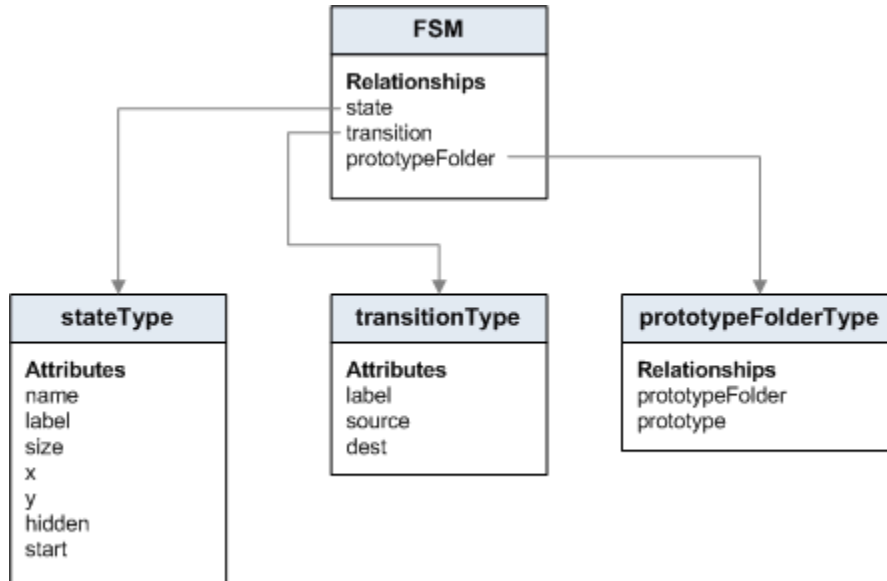 FSM
Relationships
state
transition
prototypeFolder
stateType
Attributes
name
label
size
x
y
hidden
start
transitionType
Attributes
label
source
dest
prototypeFolderType
Relationships
prototypeFolder
prototype